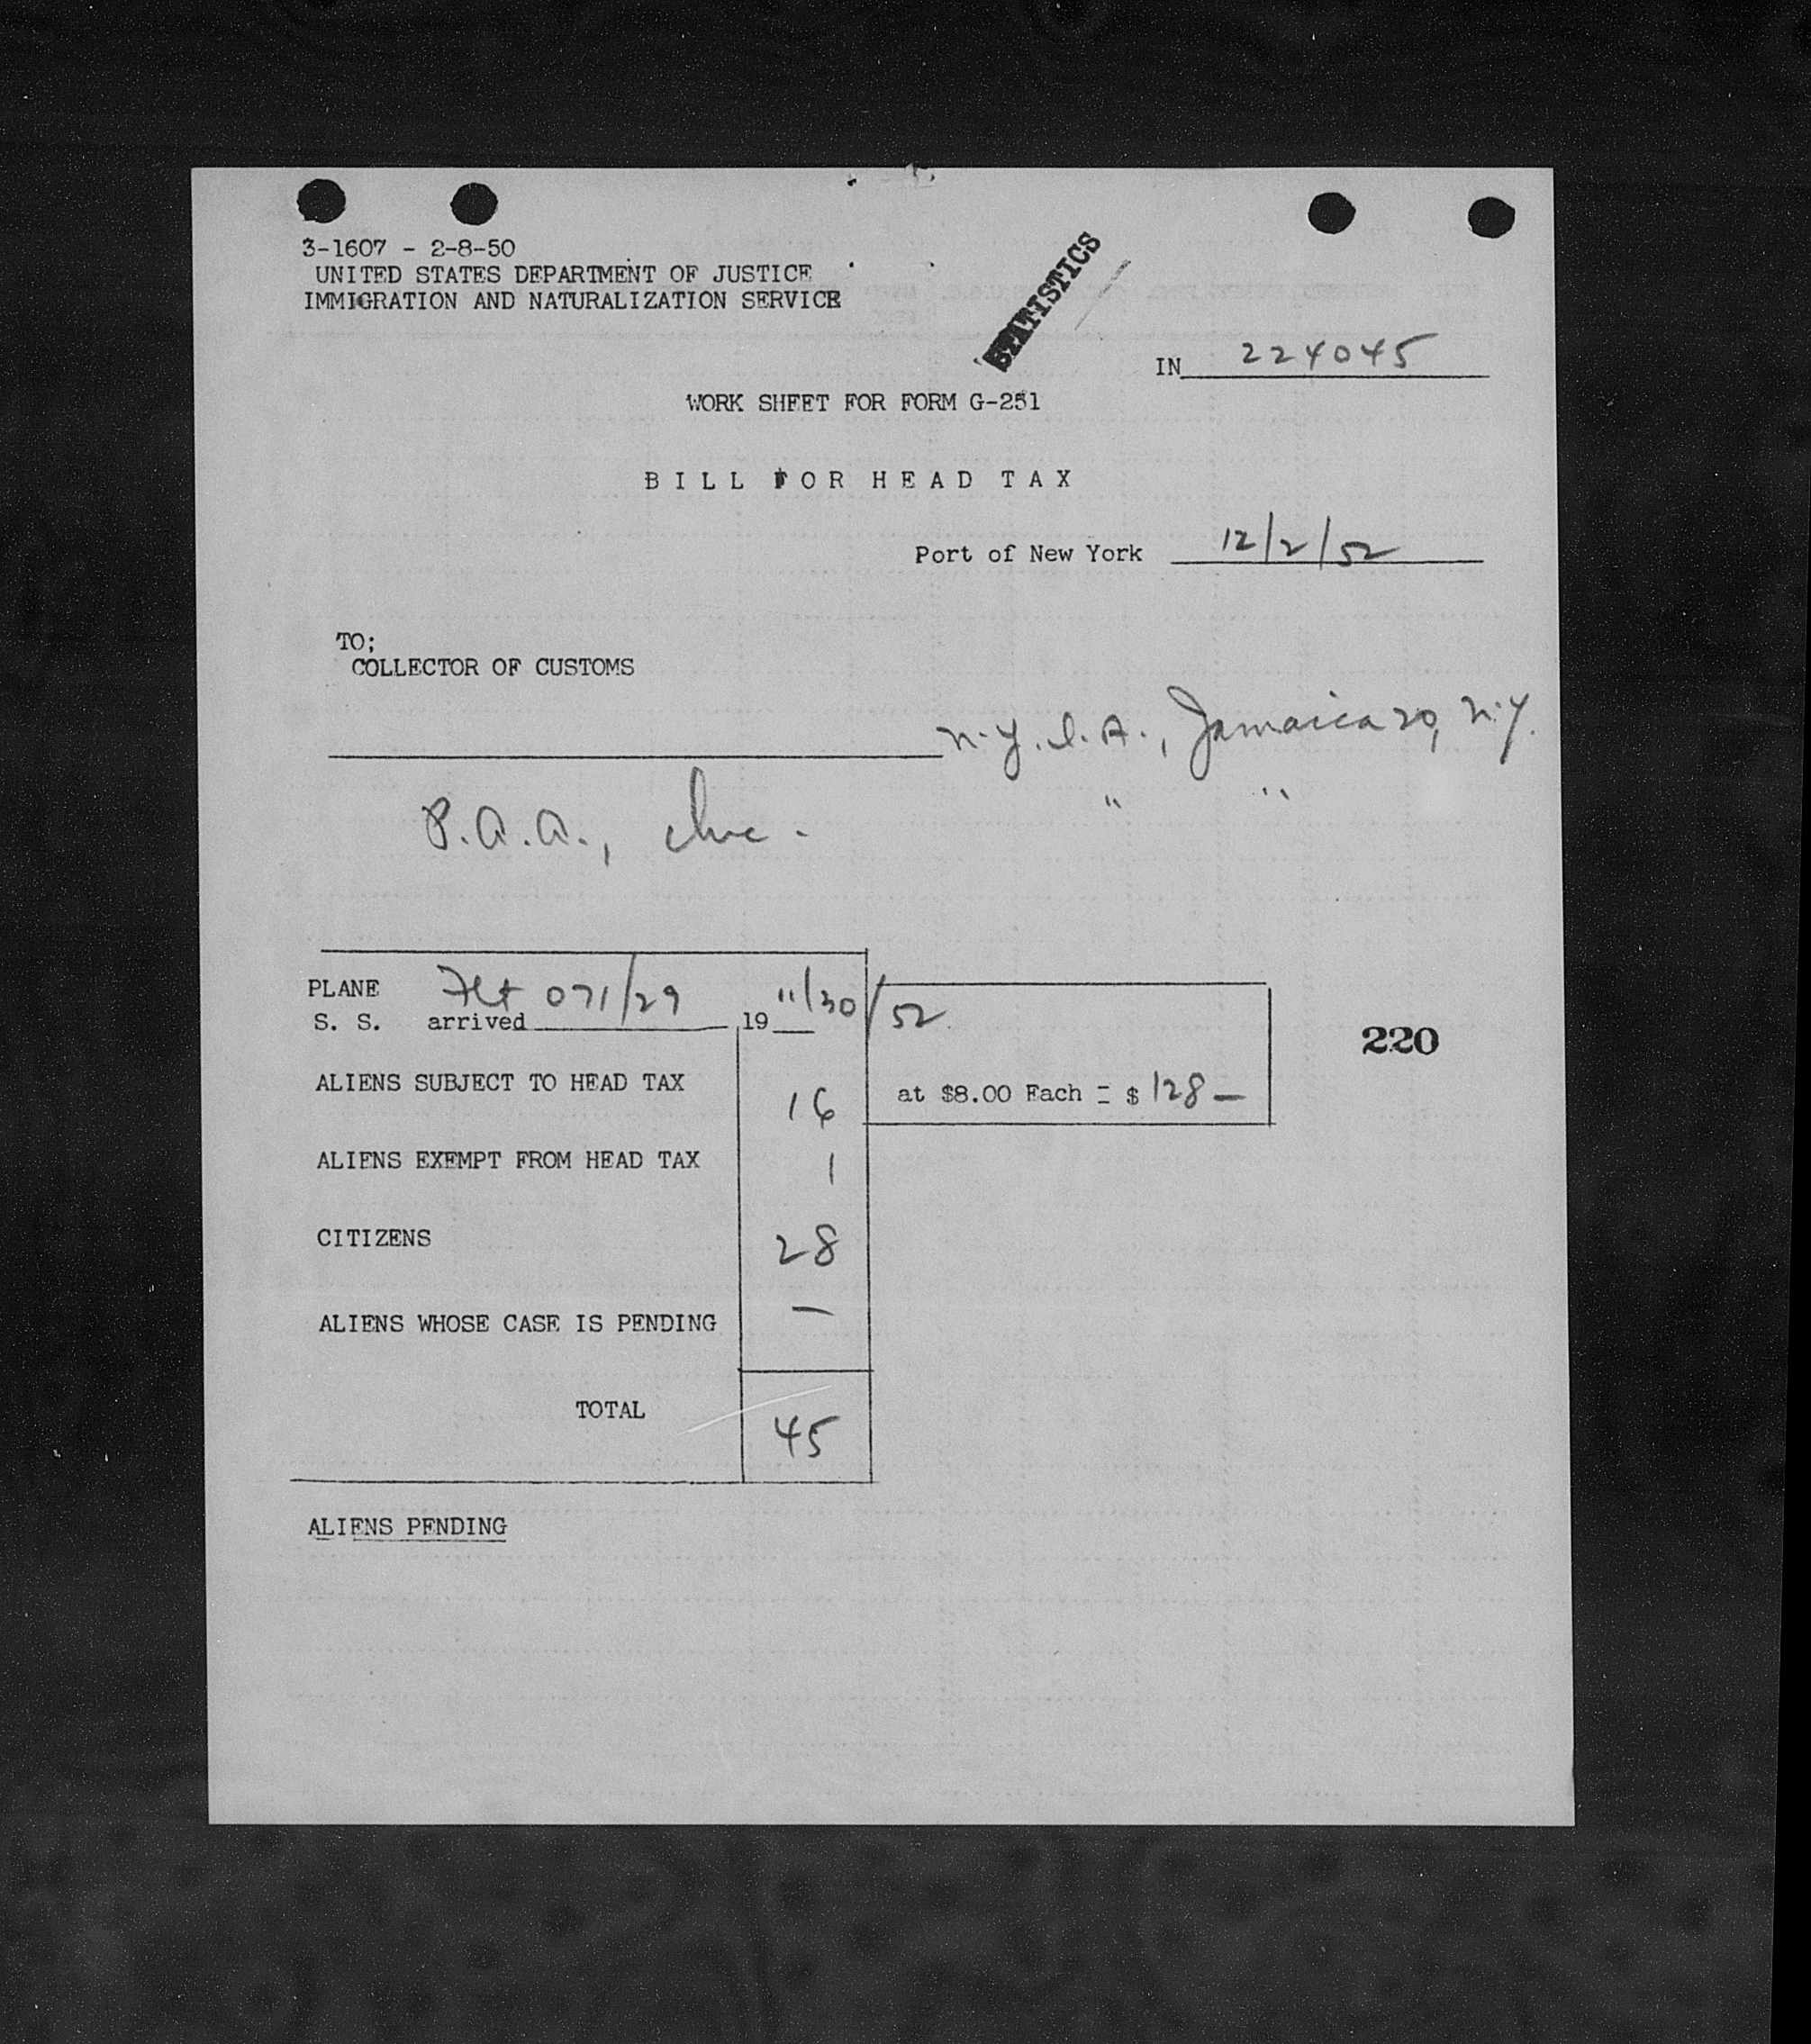 3-1607 - 2-8-50
UNITED STATES DEPARTMENT OF JUSTICE
IMMIGRATION AND NATURALIZATION SERVICE
STATISTICS
IN 224045
WORK SHEET FOR FORM G-251
BILL FOR HEAD TAX
Port of New York 12/2/52
TO;
COLLECTOR OF CUSTOMS
N.Y.I.A., Jamaica 20, N.Y.
P.A.A., Inc. " "
PLANE Flt 071/29 11/30/52
S. S. arrived 19
220
ALIENS SUBJECT TO HEAD TAX 16 at $8.00 Each = $ 128 —
ALIENS EXEMPT FROM HEAD TAX 1
CITIZENS 28
ALIENS WHOSE CASE IS PENDING —
TOTAL 45
ALIENS PENDING